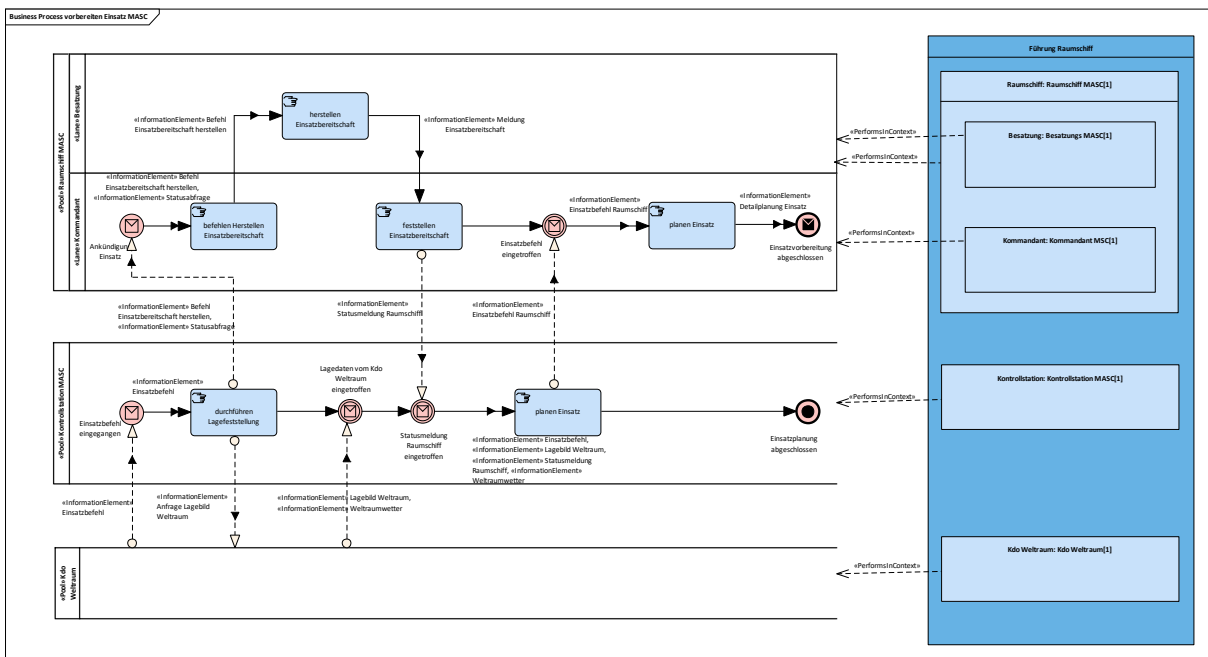 Business Process vorbereiten Einsatz MASC
Führung Raumschiff
Raumschiff: Raumschiff MASC[1]
Besatzung: Besatzungs MASC[1]
Kommandant: Kommandant MSC[1]
Kontrollstation: Kontrollstation MASC[1]
Kdo Weltraum: Kdo Weltraum[1]
«PerformsInContext»
«PerformsInContext»
«PerformsInContext»
«PerformsInContext»
«PerformsInContext»
«Pool» Raumschiff MASC
«Lane» Besatzung
«InformationElement» Befehl
Einsatzbereitschaft herstellen
herstellen
Einsatzbereitschaft
«InformationElement» Meldung
Einsatzbereitschaft
«Lane» Kommandant
«InformationElement» Befehl
Einsatzbereitschaft herstellen,
«InformationElement» Statusabfrage
Ankündigung
Einsatz
befehlen Herstellen
Einsatzbereitschaft
feststellen
Einsatzbereitschaft
Einsatzbefehl
eingetroffen
«InformationElement»
Einsatzbefehl Raumschiff
planen Einsatz
«InformationElement»
Detailplanung Einsatz
Einsatzvorbereitung
abgeschlossen
«InformationElement» Befehl
Einsatzbereitschaft herstellen,
«InformationElement» Statusabfrage
«InformationElement»
Statusmeldung Raumschiff
«InformationElement»
Einsatzbefehl Raumschiff
«Pool» Kontrollstation MASC
Einsatzbefehl
eingegangen
«InformationElement»
Einsatzbefehl
durchführen
Lagefeststellung
Lagedaten vom Kdo
Weltraum
eingetroffen
Statusmeldung
Raumschiff
eingetroffen
planen Einsatz
«InformationElement» Einsatzbefehl,
«InformationElement» Lagebild Weltraum,
«InformationElement» Statusmeldung
Raumschiff, «InformationElement»
Weltraumwetter
Einsatzplanung
abgeschlossen
«InformationElement»
Einsatzbefehl
«InformationElement»
Anfrage Lagebild
Weltraum
«InformationElement» Lagebild Weltraum,
«InformationElement» Weltraumwetter
«Pool» Kdo
Weltraum